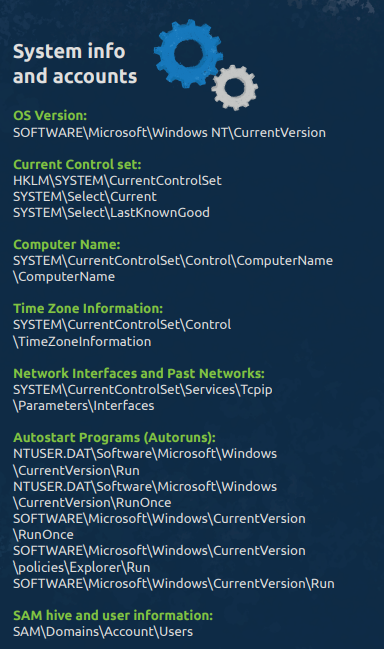 System info
and accounts
OS Version:
SOFTWARE\Microsoft\Windows NT\CurrentVersion
Current Control set:
HKLM\SYSTEM\CurrentControlSet
SYSTEM\Select\Current
SYSTEM\Select\LastKnownGood
Computer Name:
SYSTEM\CurrentControlSet\Control\ComputerName
\ComputerName
Time Zone Information:
SYSTEM\CurrentControlSet\Control
\TimeZoneInformation
Network Interfaces and Past Networks:
SYSTEM\CurrentControlSet\Services\Tcpip
\Parameters\Interfaces
Autostart Programs (Autoruns):
NTUSER.DAT\Software\Microsoft\Windows
\CurrentVersion\Run
NTUSER.DAT\Software\Microsoft\Windows
\CurrentVersion\RunOnce
SOFTWARE\Microsoft\Windows\CurrentVersion
\RunOnce
SOFTWARE\Microsoft\Windows\CurrentVersion
\policies\Explorer\Run
SOFTWARE\Microsoft\Windows\CurrentVersion\Run
SAM hive and user information:
SAM\Domains\Account\Users